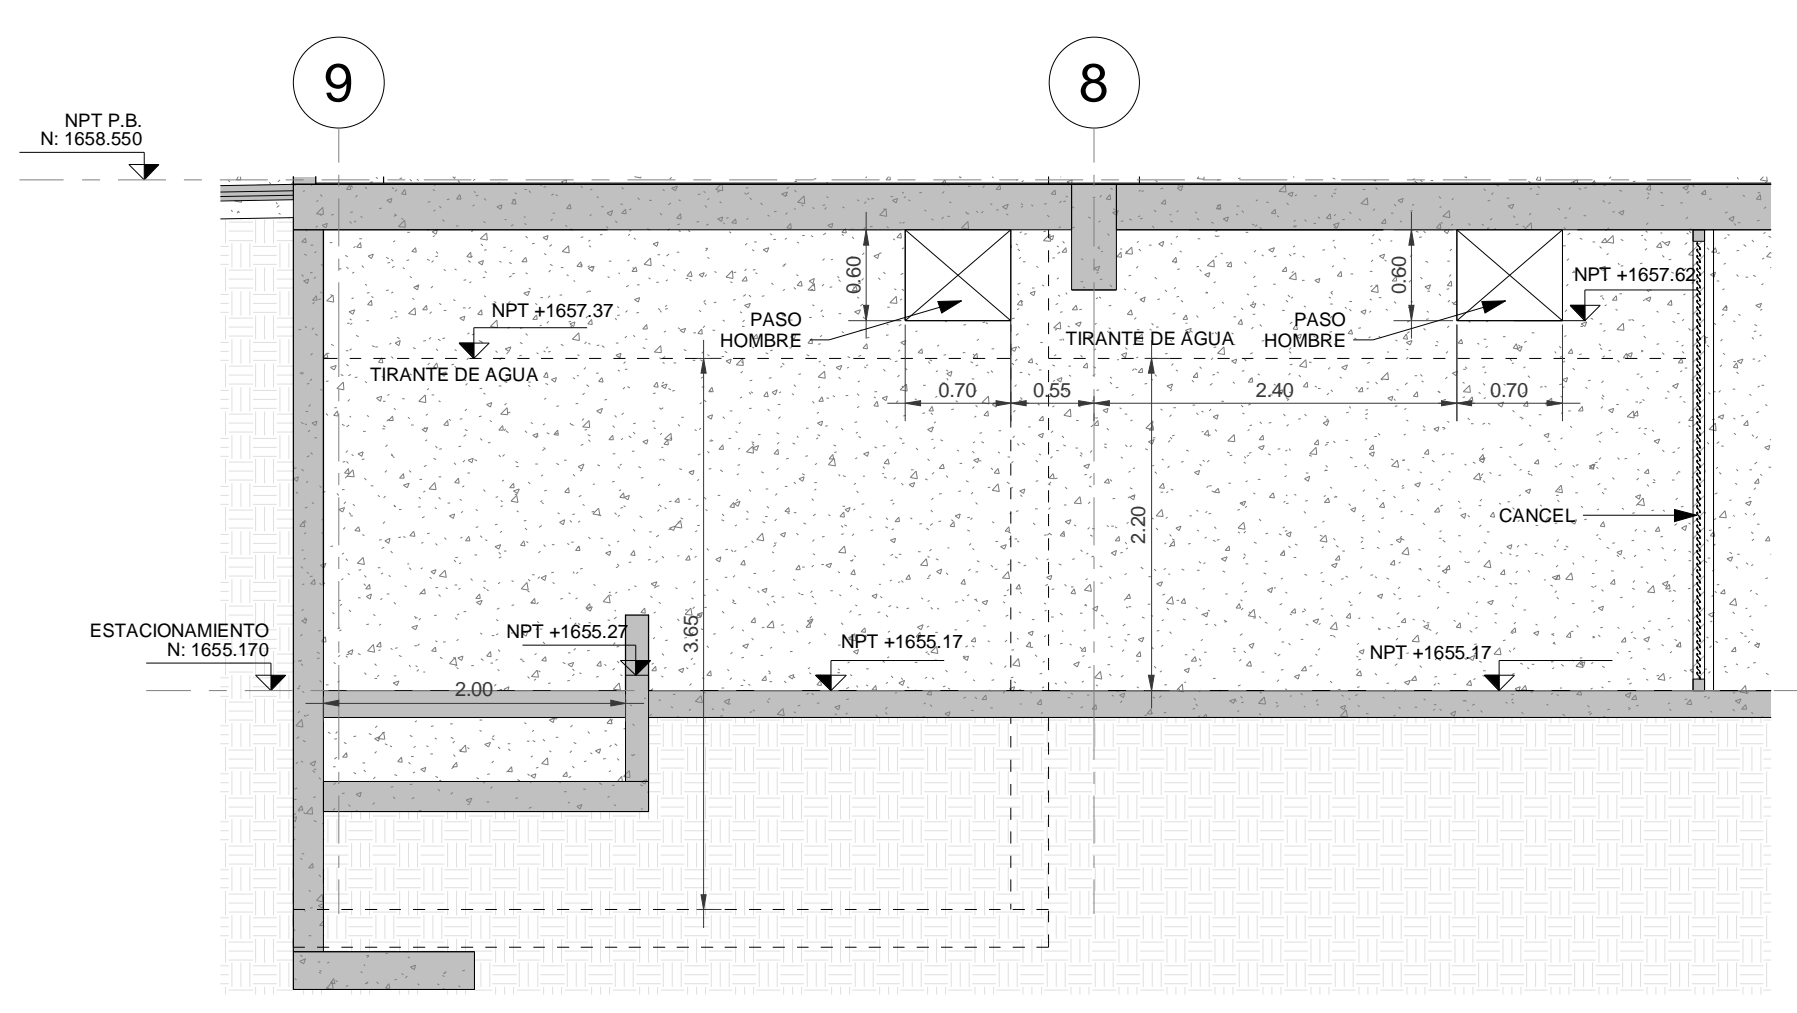 9
8
NPT P.B.
N: 1658.550
0.60
0.60
NPT +1657.62
NPT +1657.37
PASO
HOMBRE
TIRANTE DE AGUA
PASO
HOMBRE
TIRANTE DE AGUA
0.70
0.55
2.40
0.70
2.20
CANCEL
ESTACIONAMIENTO
N: 1655.170
NPT +1655.27
3.65
NPT +1655.17
NPT +1655.17
2.00